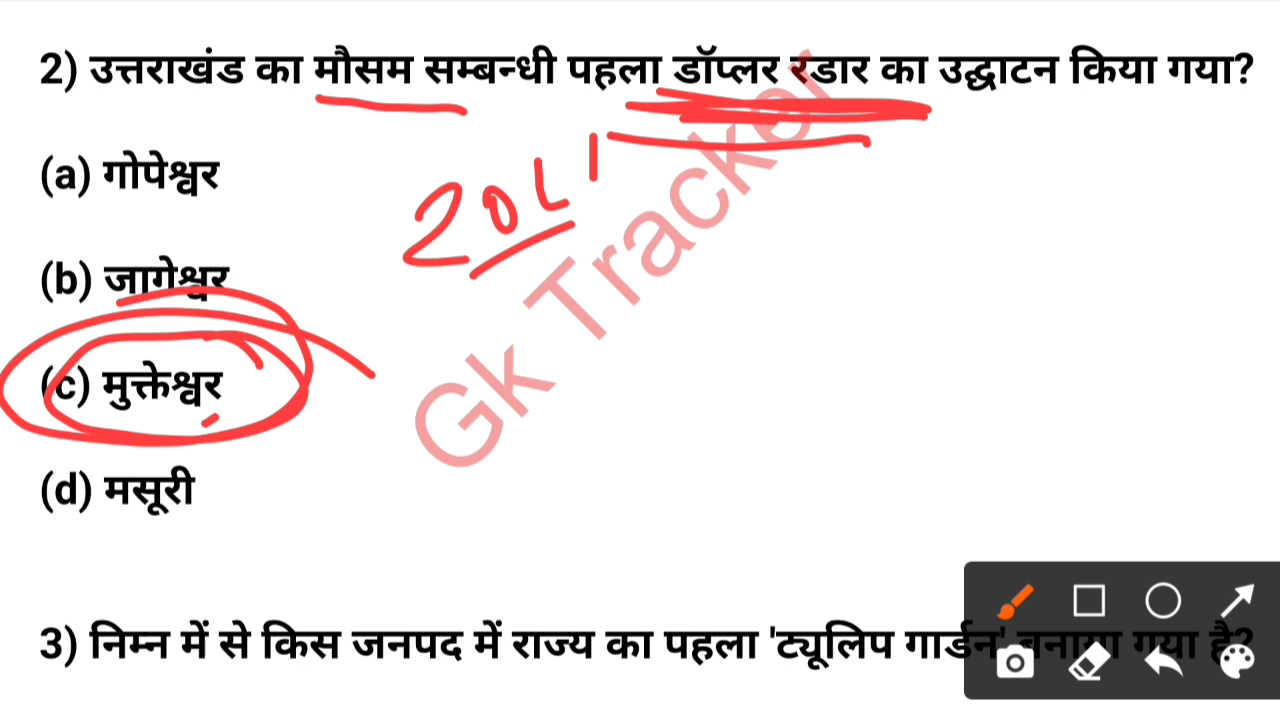 2) उत्तराखंड का मौसम सम्बन्धी पहला डॉप्लर रडार का उद्घाटन किया गया?
(a) गोपेश्वर
2011
(b) जागेश्वर
(c) मुक्तेश्वर
(d) मसूरी
Gk Tracker
3) निम्न में से किस जनपद में राज्य का पहला 'ट्यूलिप गार्डन' बनाया गया है?